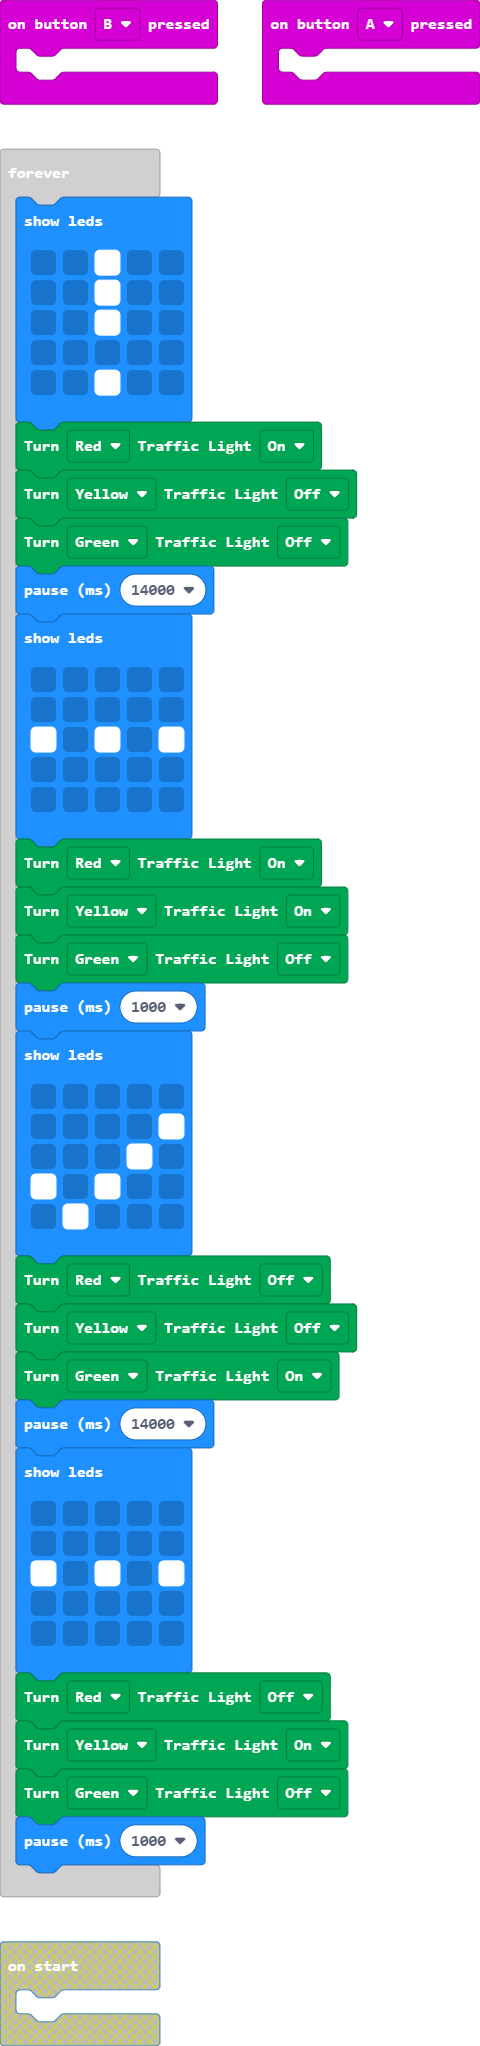 on button B pressed
on button A pressed
forever
show leds
Turn Red Traffic Light On
Turn Yellow Traffic Light Off
Turn Green Traffic Light Off
pause (ms) 14000
show leds
Turn Red Traffic Light On
Turn Yellow Traffic Light On
Turn Green Traffic Light Off
pause (ms) 1000
show leds
Turn Red Traffic Light Off
Turn Yellow Traffic Light Off
Turn Green Traffic Light On
pause (ms) 14000
show leds
Turn Red Traffic Light Off
Turn Yellow Traffic Light On
Turn Green Traffic Light Off
pause (ms) 1000
on start